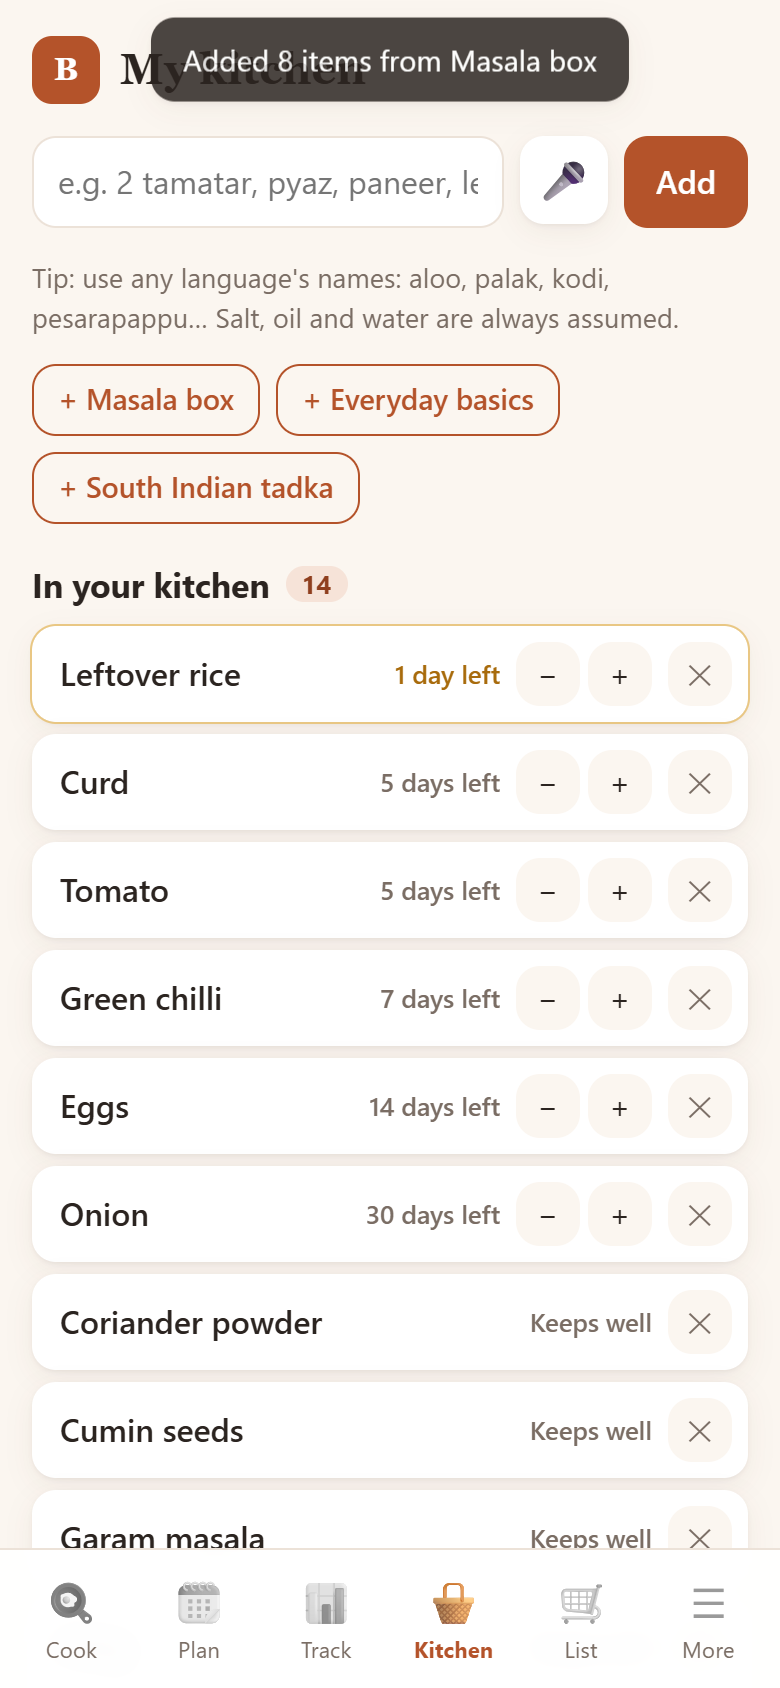 Added 8 items from Masala box
B My kitchen
e.g. 2 tamatar, pyaz, paneer, le
Add
Tip: use any language's names: aloo, palak, kodi,
pesarapappu... Salt, oil and water are always assumed.
+ Masala box
+ Everyday basics
+ South Indian tadka
In your kitchen 14
Leftover rice 1 day left − +
Curd 5 days left − +
Tomato 5 days left − +
Green chilli 7 days left − +
Eggs 14 days left − +
Onion 30 days left − +
Coriander powder Keeps well
Cumin seeds Keeps well
Garam masala Keeps well
Cook Plan Track Kitchen List More